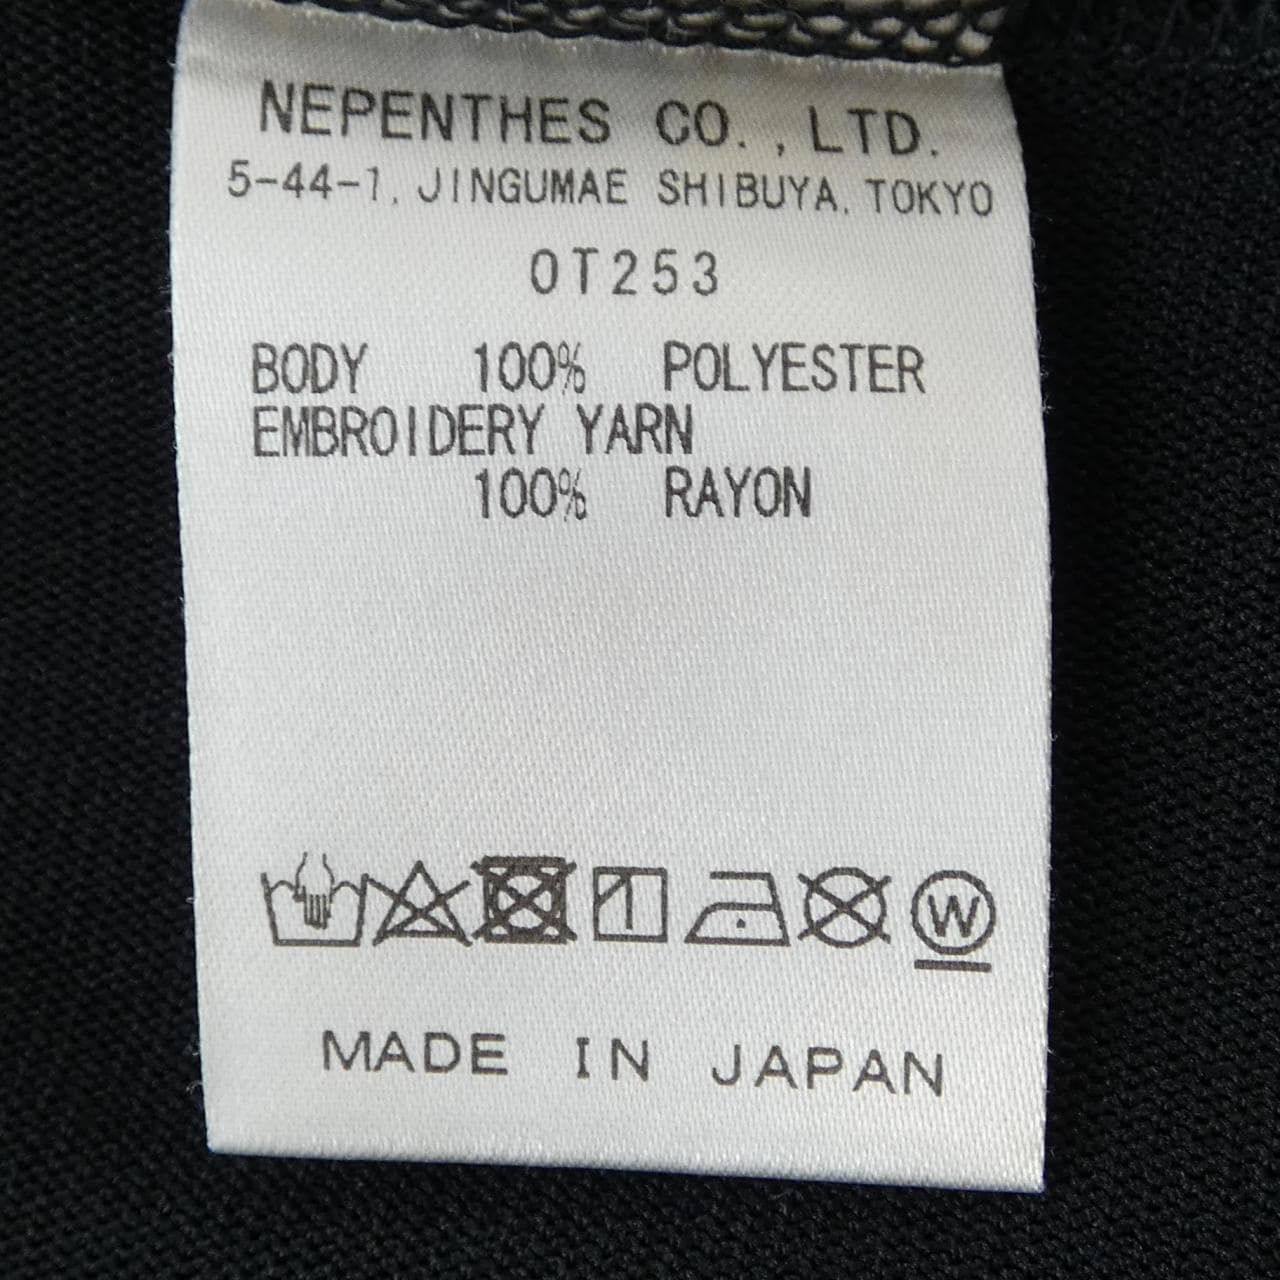 NEPENTHES CO., LTD.
5-44-1, JINGUMAE SHIBUYA, TOKYO
OT253
BODY 100% POLYESTER
EMBROIDERY YARN
100% RAYON
W
MADE IN JAPAN